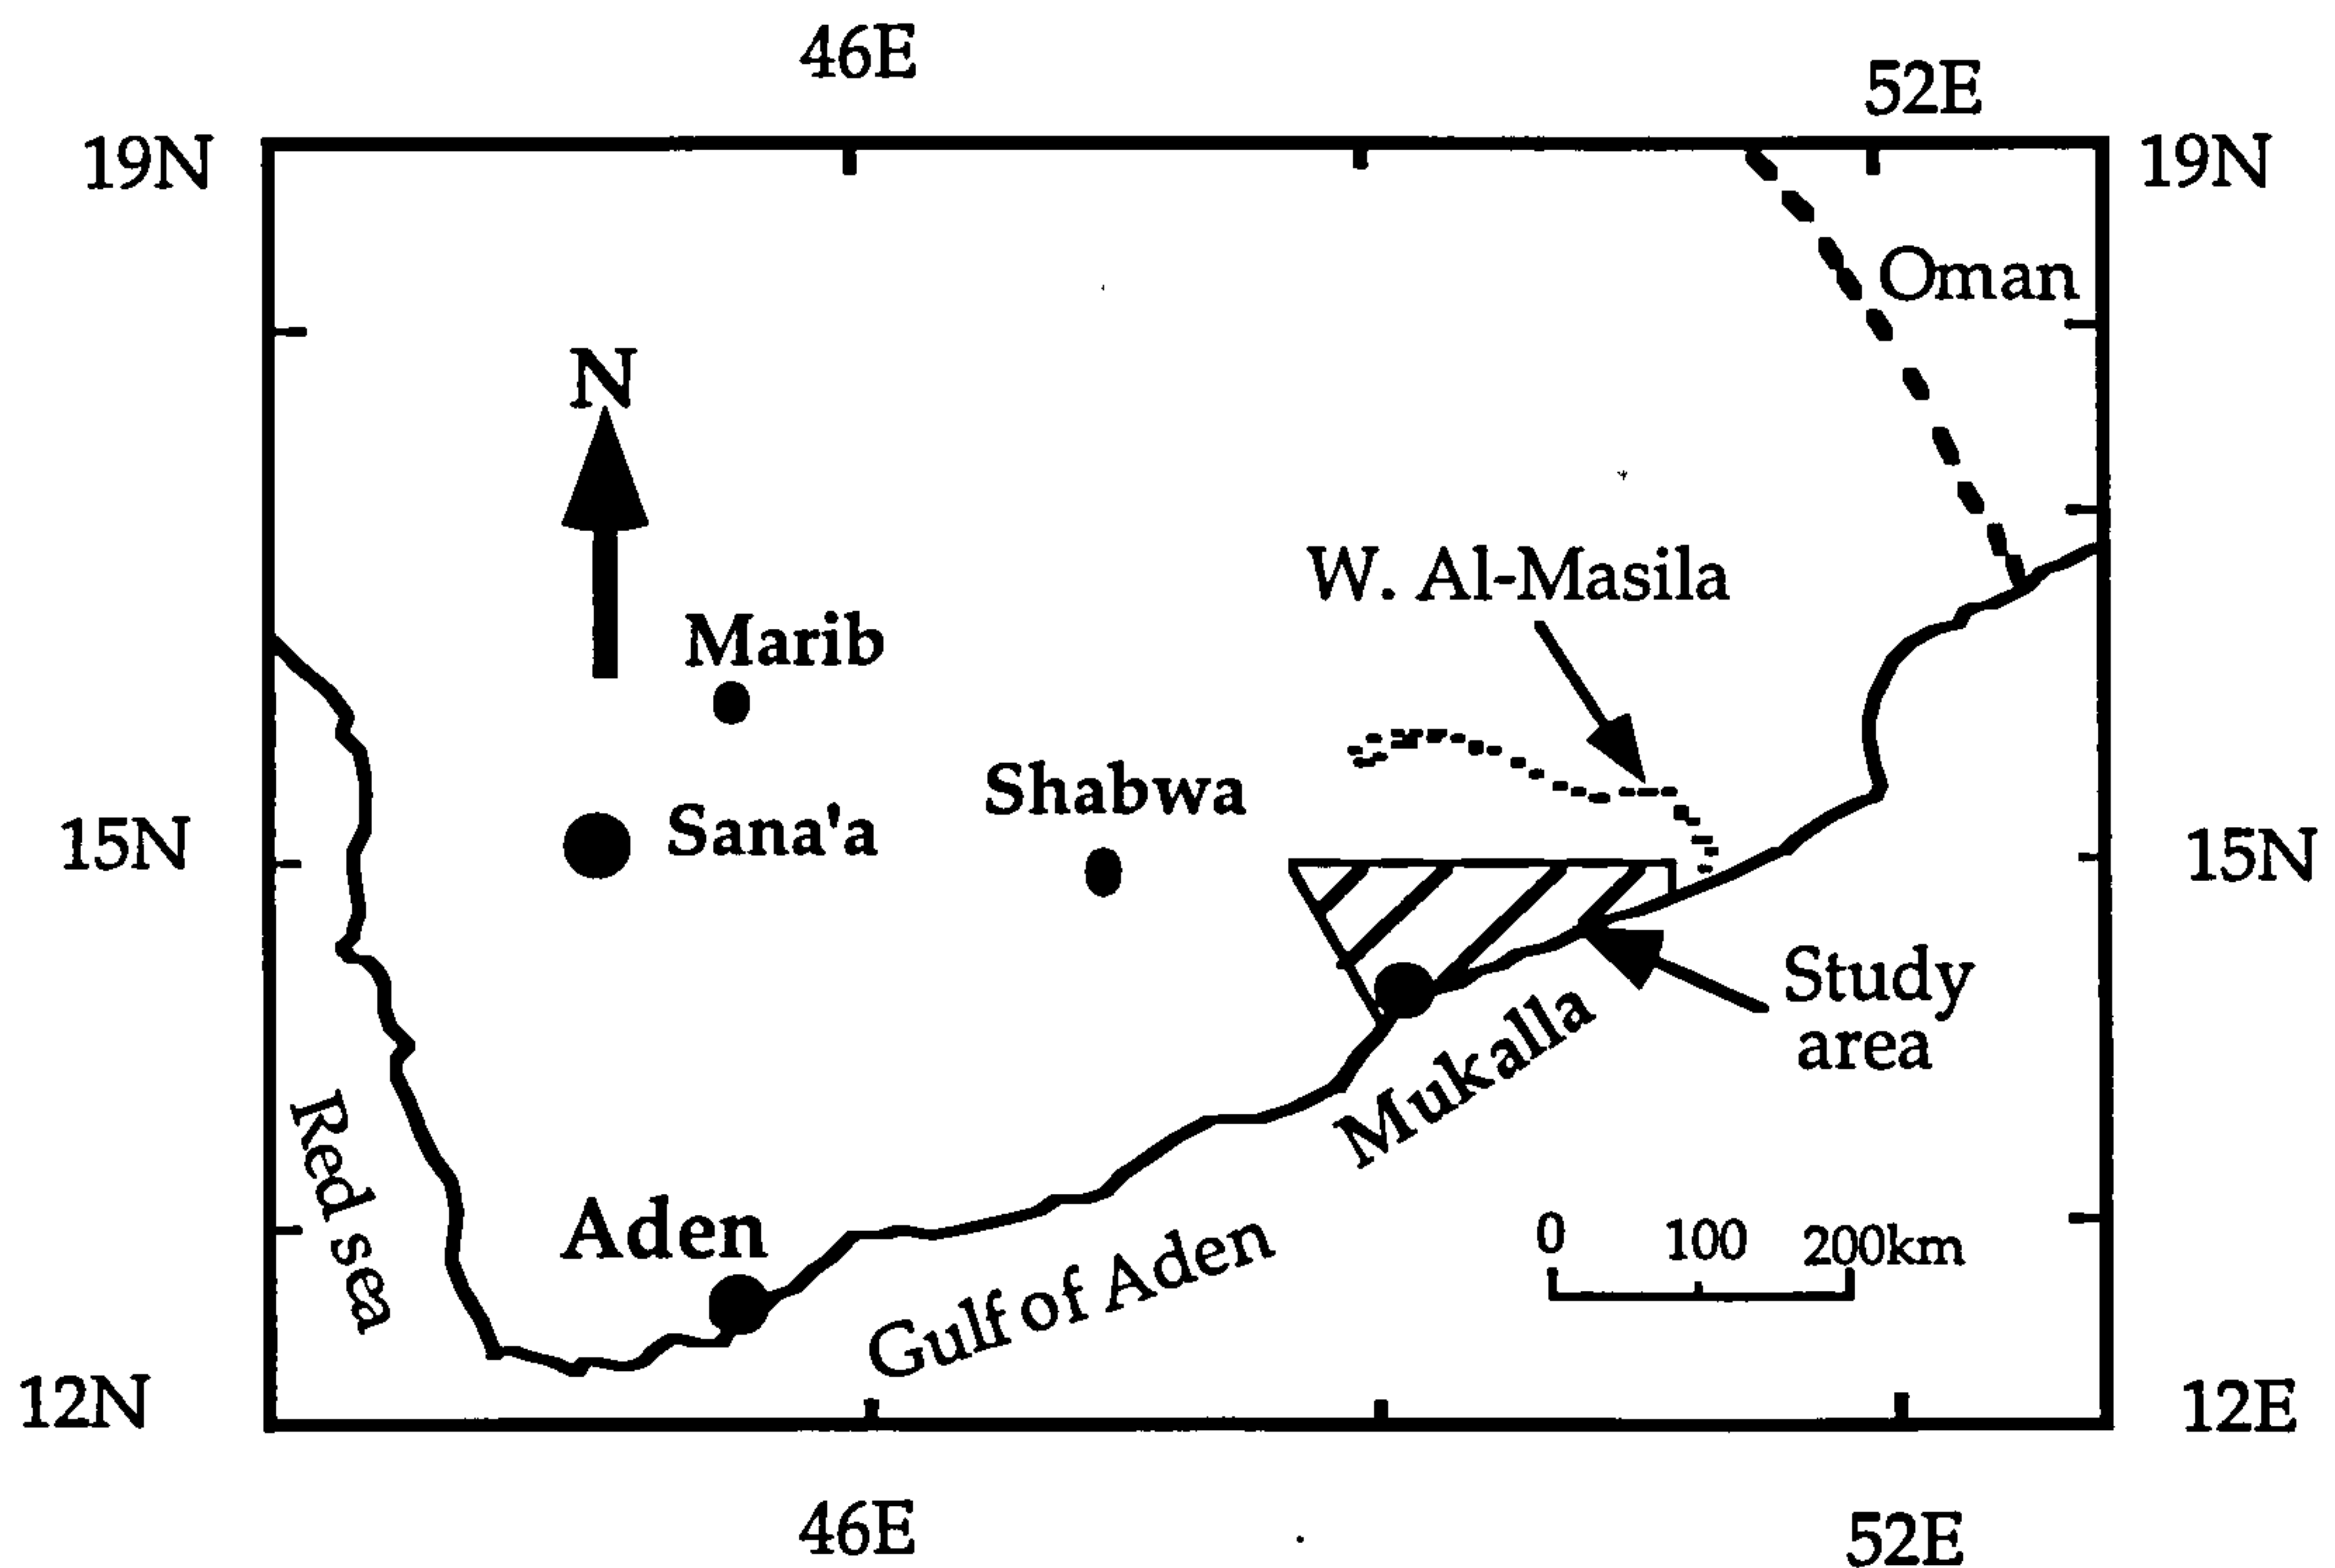 46E
52E
19N
19N
Oman
N
W. Al-Masila
Marib
Shabwa
Sana'a
15N
15N
Study
area
Mukalla
Red sea
Aden
Gulf of Aden
0 100 200km
12N
12E
46E
52E